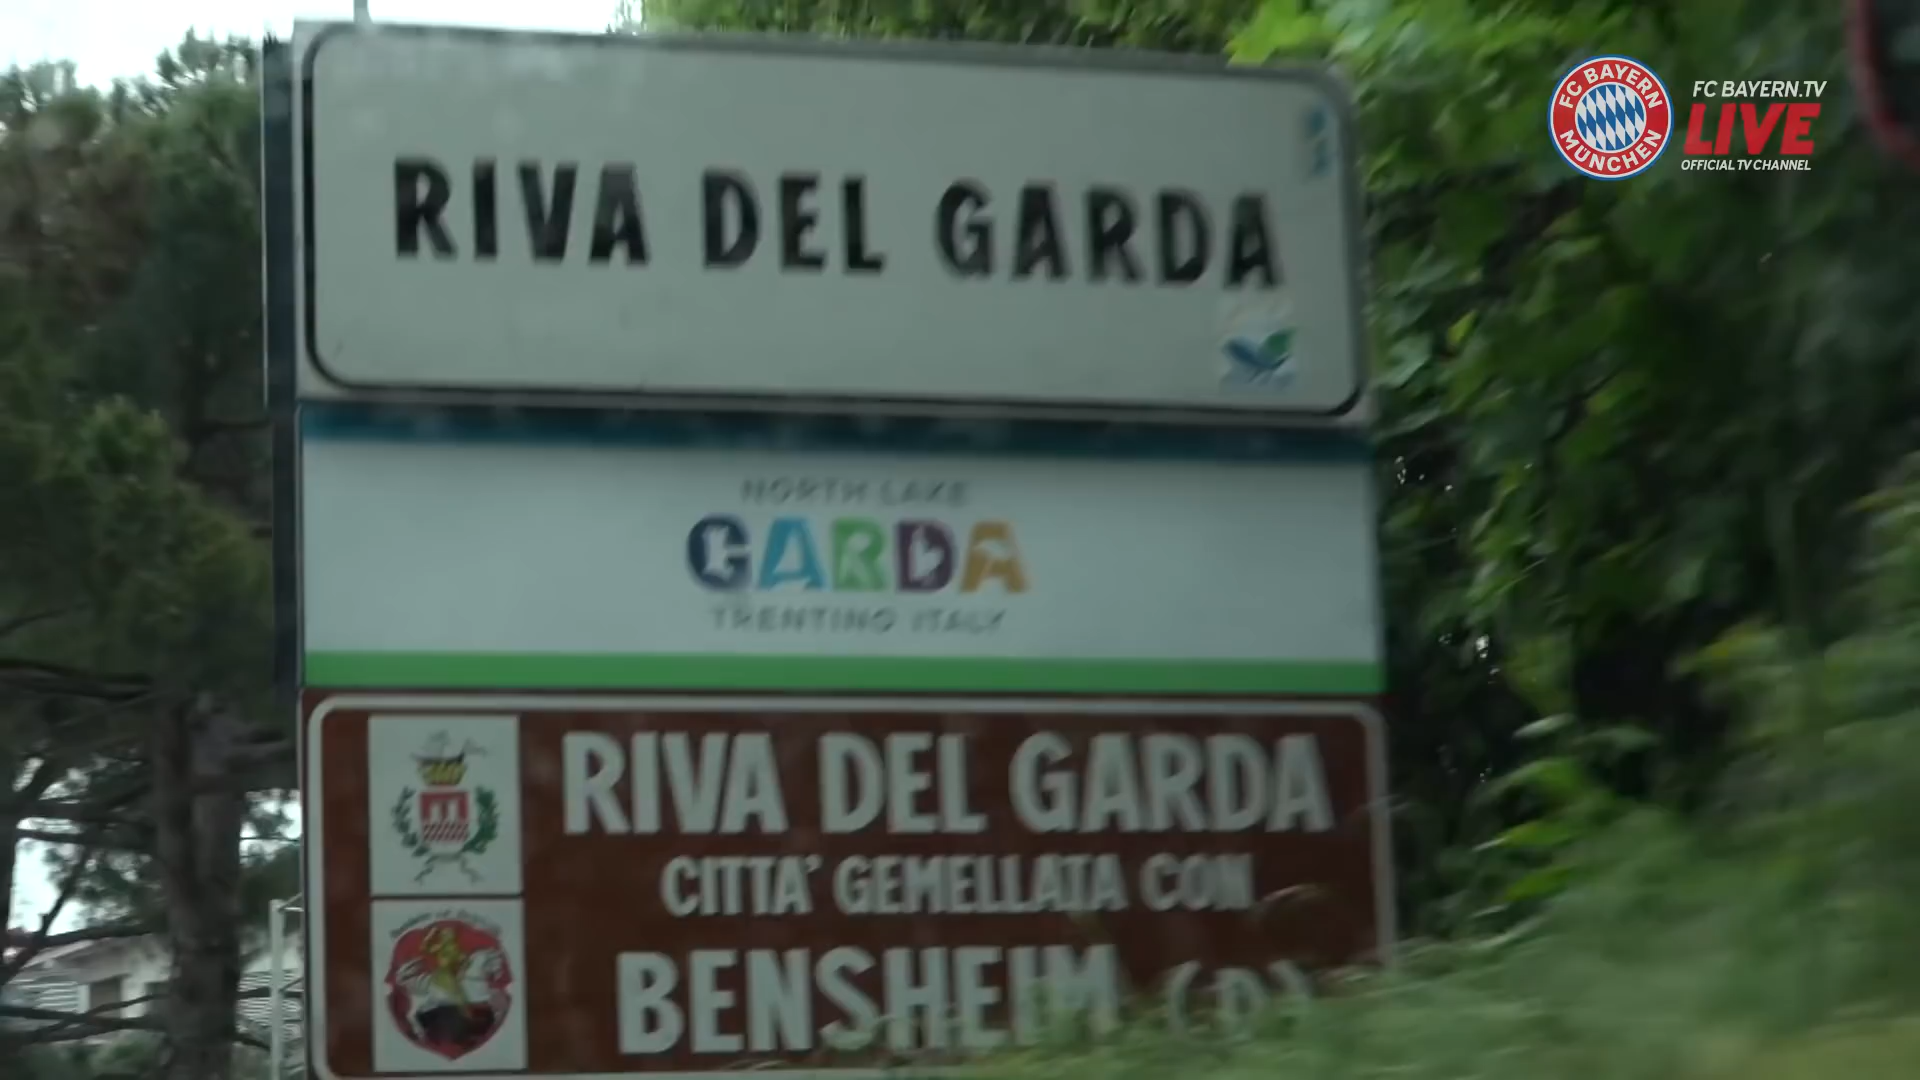 RIVA DEL GARDA
NORTH LAKE
GARDA
TRENTINO ITALY
RIVA DEL GARDA
CITTA' GEMELLATA CON
BENSHEIM (D)
FC BAYERN
MÜNCHEN
FC BAYERN.TV
LIVE
OFFICIAL TV CHANNEL